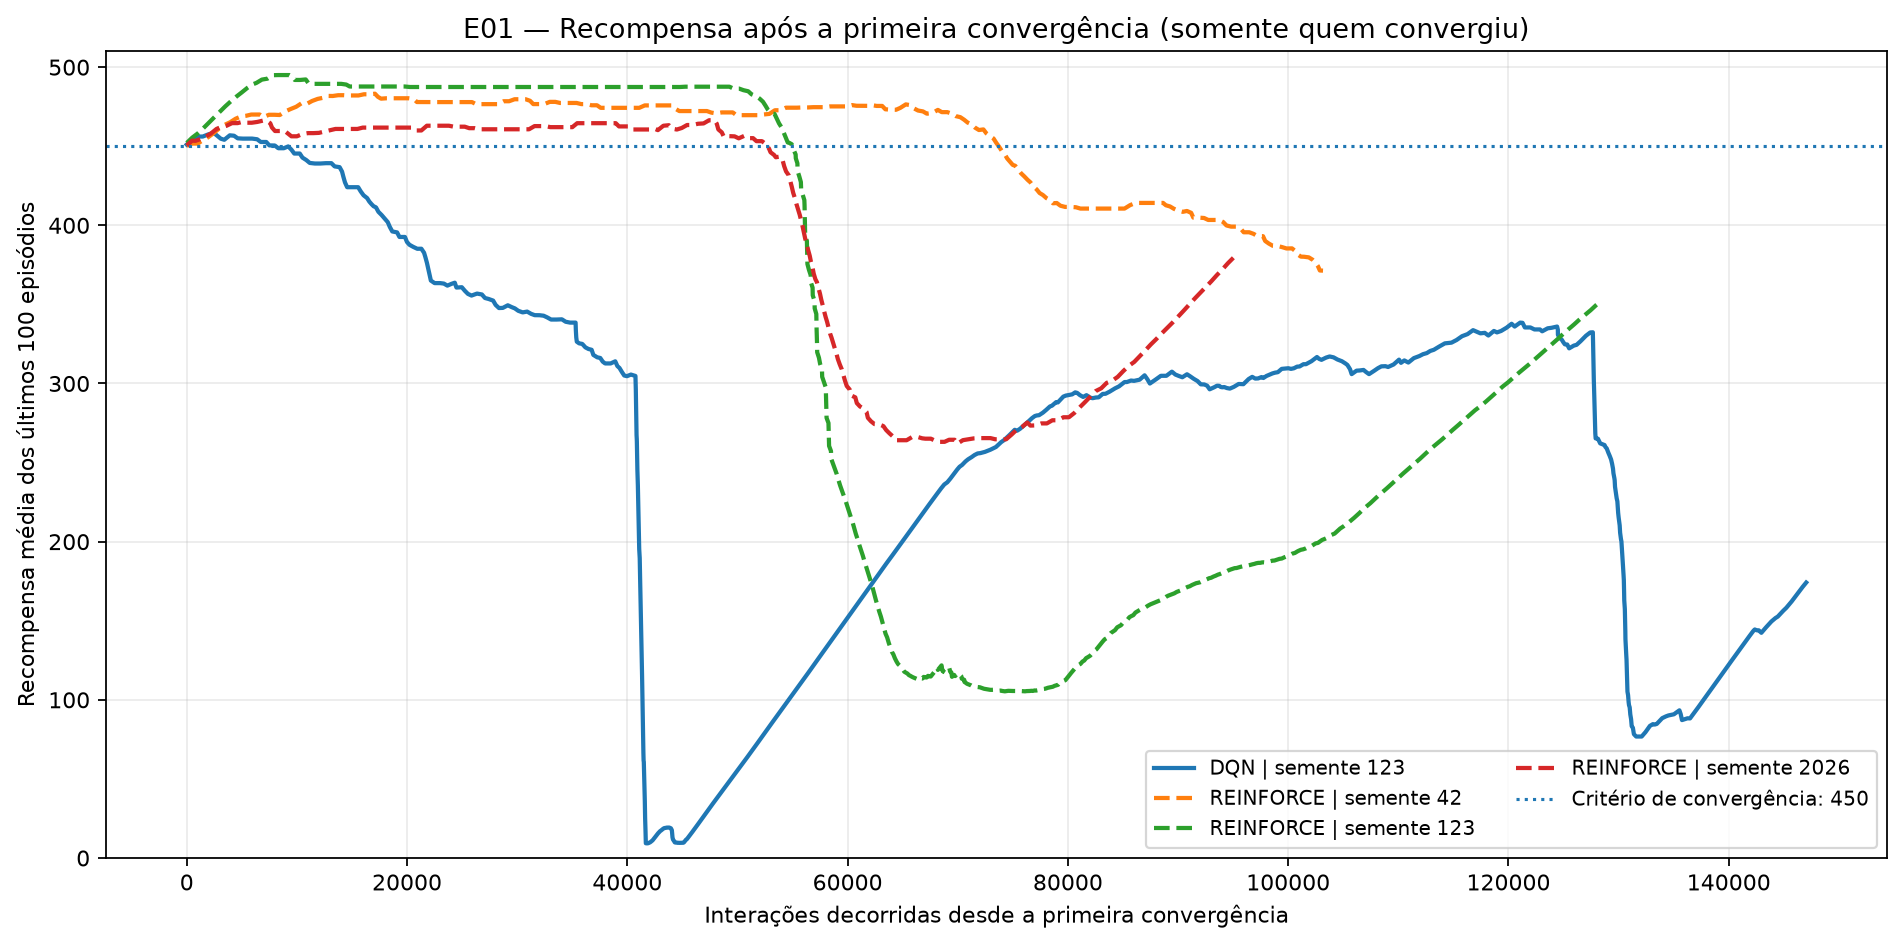 E01 — Recompensa após a primeira convergência (somente quem convergiu)
Recompensa média dos últimos 100 episódios
500
400
300
200
100
0
0 20000 40000 60000 80000 100000 120000 140000
Interações decorridas desde a primeira convergência
DQN | semente 123
REINFORCE | semente 42
REINFORCE | semente 123
REINFORCE | semente 2026
Critério de convergência: 450